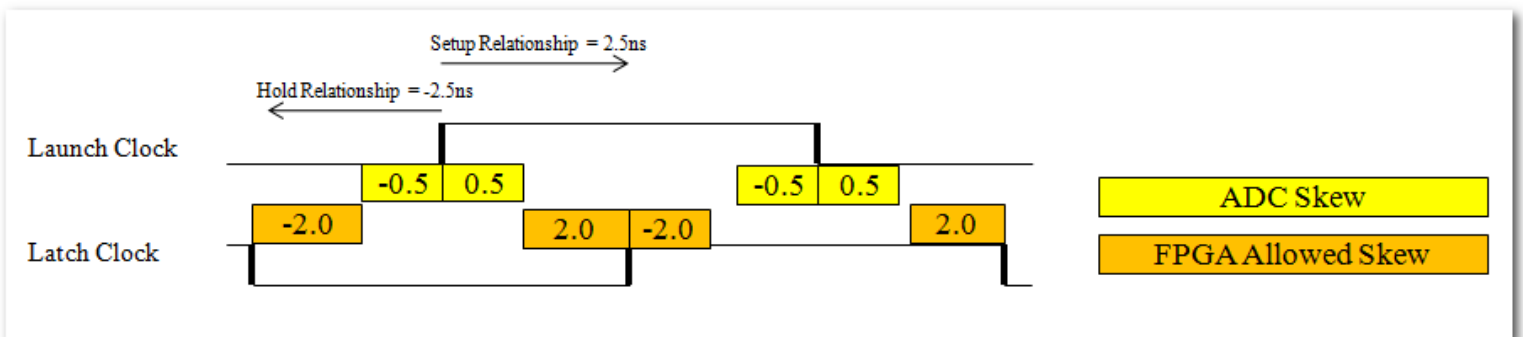 Setup Relationship = 2.5ns
Hold Relationship = -2.5ns
Launch Clock
-0.5 0.5 -0.5 0.5
ADC Skew
-2.0 2.0 -2.0 2.0
Latch Clock
FPGA Allowed Skew